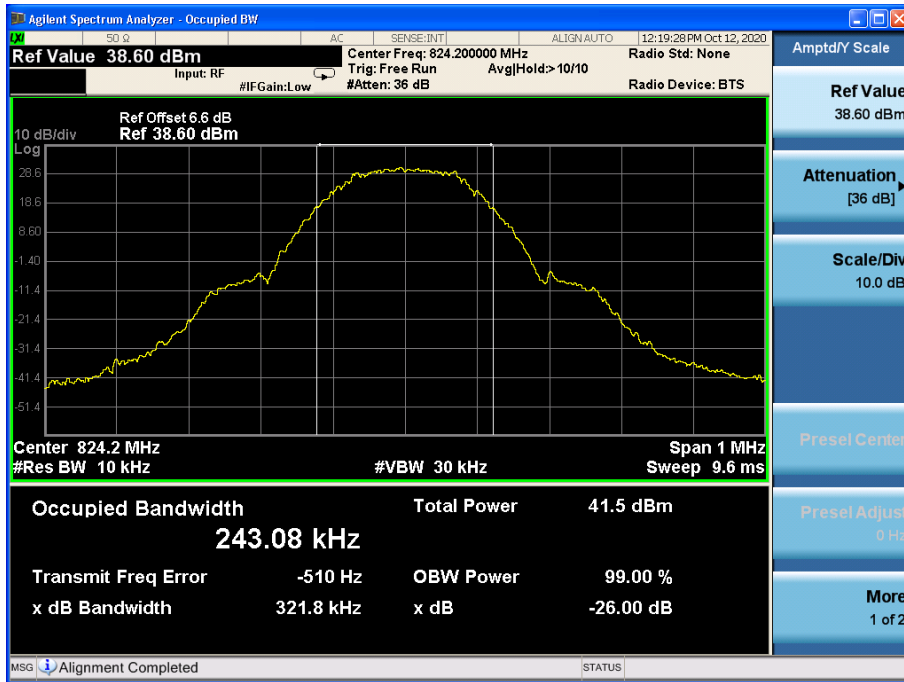 Agilent Spectrum Analyzer - Occupied BW
LXI 50 Ω AC SENSE:INT ALIGN AUTO 12:19:28 PM Oct 12, 2020
Ref Value 38.60 dBm Center Freq: 824.200000 MHz Radio Std: None
Input: RF Trig: Free Run Avg|Hold:>10/10
#IFGain:Low #Atten: 36 dB Radio Device: BTS
Ref Offset 6.6 dB
10 dB/div Ref 38.60 dBm
Log
28.6
18.6
8.60
-1.40
-11.4
-21.4
-31.4
-41.4
-51.4
Center 824.2 MHz Span 1 MHz
#Res BW 10 kHz #VBW 30 kHz Sweep 9.6 ms
Occupied Bandwidth Total Power 41.5 dBm
243.08 kHz
Transmit Freq Error -510 Hz OBW Power 99.00 %
x dB Bandwidth 321.8 kHz x dB -26.00 dB
MSG Alignment Completed STATUS
Amptd/Y Scale
Ref Value
38.60 dBm
Attenuation
[36 dB]
Scale/Div
10.0 dB
Presel Center
Presel Adjust
0 Hz
More
1 of 2